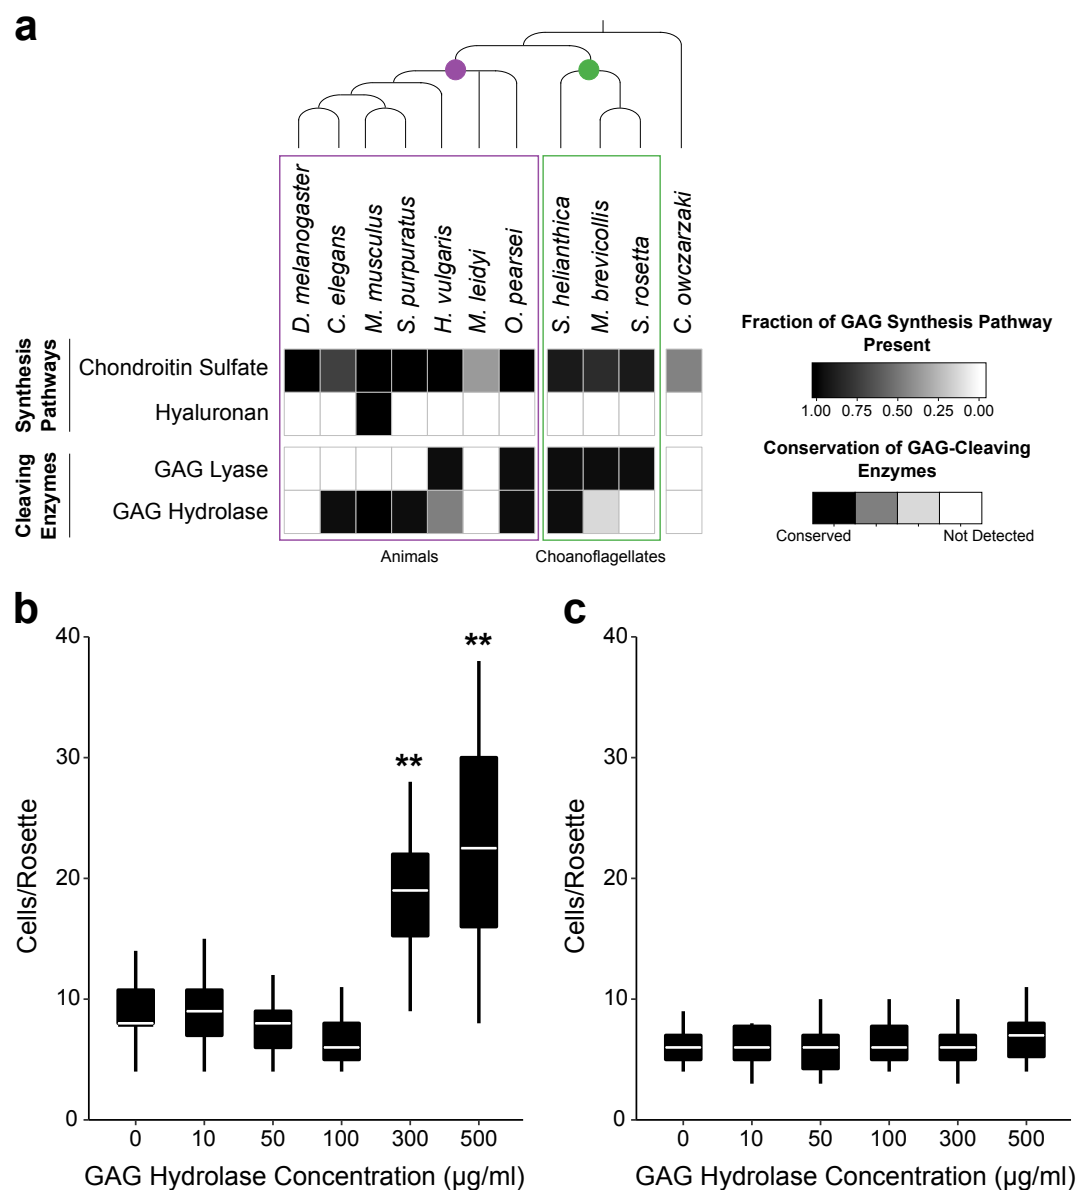 a
D. melanogaster
C. elegans
M. musculus
S. purpuratus
H. vulgaris
M. leidyi
O. pearsei
S. helianthica
M. brevicollis
S. rosetta
C. owczarzaki
Synthesis
Pathways
Chondroitin Sulfate
Hyaluronan
Cleaving
Enzymes
GAG Lyase
GAG Hydrolase
Animals
Choanoflagellates
Fraction of GAG Synthesis Pathway
Present
1.00 0.75 0.50 0.25 0.00
Conservation of GAG-Cleaving
Enzymes
Conserved Not Detected
b
40
30
20
10
0
Cells/Rosette
**
**
0 10 50 100 300 500
GAG Hydrolase Concentration (μg/ml)
c
40
30
20
10
0
Cells/Rosette
0 10 50 100 300 500
GAG Hydrolase Concentration (μg/ml)